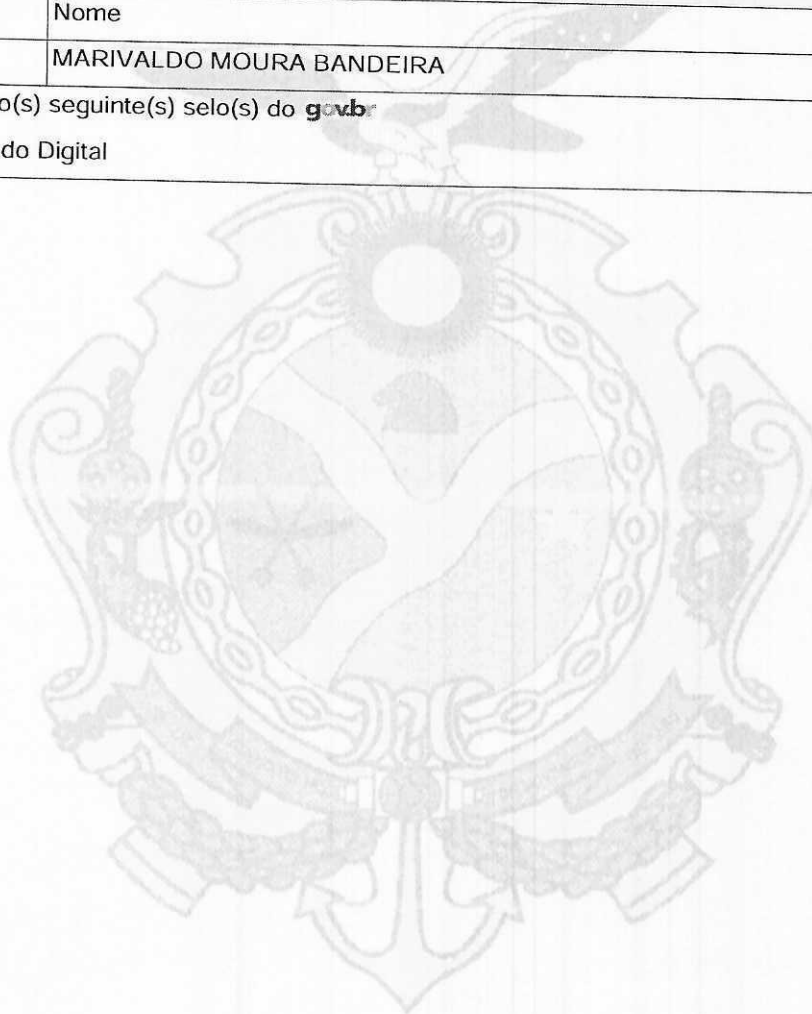 Nome
MARIVALDO MOURA BANDEIRA
o(s) seguinte(s) selo(s) do gov.br
do Digital